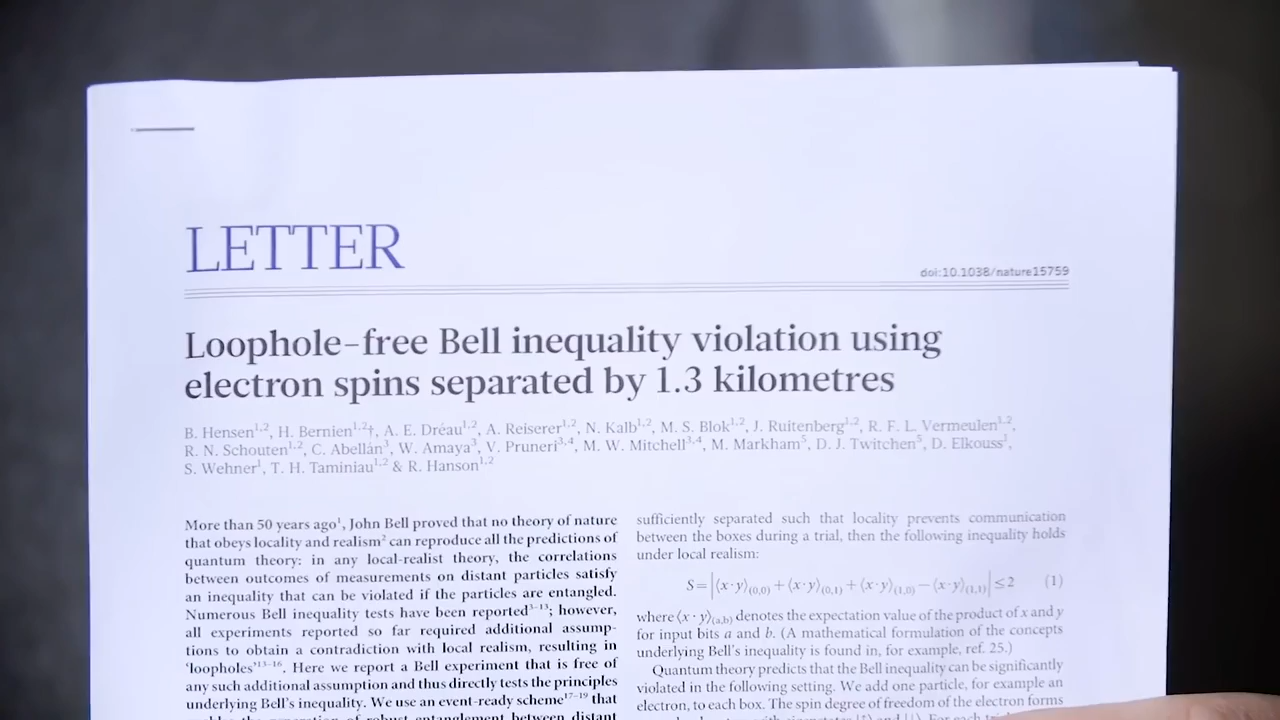 LETTER
doi:10.1038/nature15759
Loophole-free Bell inequality violation using
electron spins separated by 1.3 kilometres
B. Hensen1,2, H. Bernien1,2†, A. E. Dréau1,2, A. Reiserer1,2, N. Kalb1,2, M. S. Blok1,2, J. Ruitenberg1,2, R. F. L. Vermeulen1,2,
R. N. Schouten1,2, C. Abellán3, W. Amaya3, V. Pruneri3,4, M. W. Mitchell3,4, M. Markham5, D. J. Twitchen5, D. Elkouss1,
S. Wehner1, T. H. Taminiau1,2 & R. Hanson1,2
More than 50 years ago1, John Bell proved that no theory of nature
that obeys locality and realism2 can reproduce all the predictions of
quantum theory: in any local-realist theory, the correlations
between outcomes of measurements on distant particles satisfy
an inequality that can be violated if the particles are entangled.
Numerous Bell inequality tests have been reported3–13; however,
all experiments reported so far required additional assump-
tions to obtain a contradiction with local realism, resulting in
‘loopholes’13–16. Here we report a Bell experiment that is free of
any such additional assumption and thus directly tests the principles
underlying Bell's inequality. We use an event-ready scheme17–19 that
robust entanglement between distant
sufficiently separated such that locality prevents communication
between the boxes during a trial, then the following inequality holds
under local realism:
S=|⟨x·y⟩(0,0) + ⟨x·y⟩(0,1) + ⟨x·y⟩(1,0) − ⟨x·y⟩(1,1)| ≤ 2 (1)
where ⟨x·y⟩(a,b) denotes the expectation value of the product of x and y
for input bits a and b. (A mathematical formulation of the concepts
underlying Bell's inequality is found in, for example, ref. 25.)
Quantum theory predicts that the Bell inequality can be significantly
violated in the following setting. We add one particle, for example an
electron, to each box. The spin degree of freedom of the electron forms